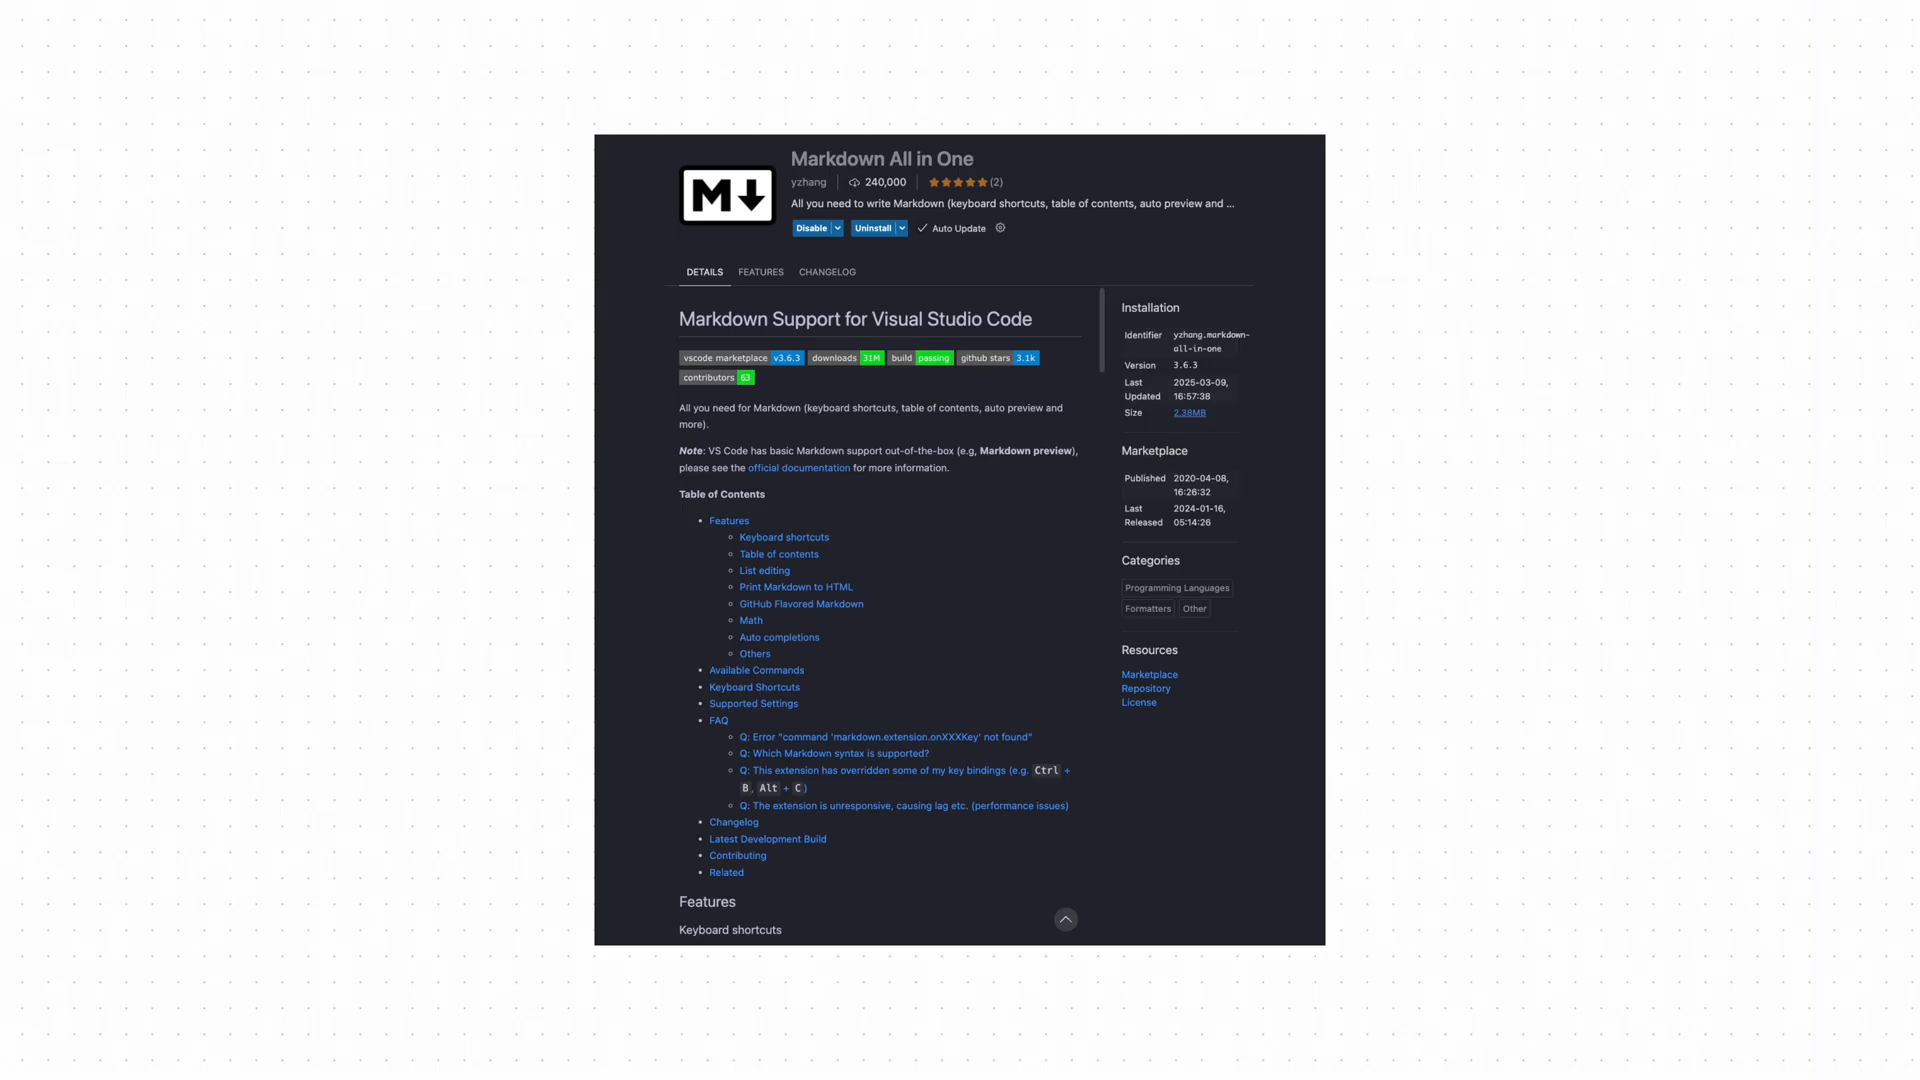 M
Markdown All in One
yzhang
240,000
(2)
All you need to write Markdown (keyboard shortcuts, table of contents, auto preview and ...
Disable
Uninstall
Auto Update
DETAILS
FEATURES
CHANGELOG
Markdown Support for Visual Studio Code
vscode marketplace v3.6.3 downloads 31M build passing github stars 3.1k
contributors 63
All you need for Markdown (keyboard shortcuts, table of contents, auto preview and
more).
Note: VS Code has basic Markdown support out-of-the-box (e.g, Markdown preview),
please see the official documentation for more information.
Table of Contents
Features
Keyboard shortcuts
Table of contents
List editing
Print Markdown to HTML
GitHub Flavored Markdown
Math
Auto completions
Others
Available Commands
Keyboard Shortcuts
Supported Settings
FAQ
Q: Error "command 'markdown.extension.onXXXKey' not found"
Q: Which Markdown syntax is supported?
Q: This extension has overridden some of my key bindings (e.g. Ctrl +
B, Alt + C)
Q: The extension is unresponsive, causing lag etc. (performance issues)
Changelog
Latest Development Build
Contributing
Related
Features
Keyboard shortcuts
Installation
Identifier yzhang.markdown-
all-in-one
Version 3.6.3
Last 2025-03-09,
Updated 16:57:38
Size 2.38MB
Marketplace
Published 2020-04-08,
16:26:32
Last 2024-01-16,
Released 05:14:26
Categories
Programming Languages
Formatters Other
Resources
Marketplace
Repository
License